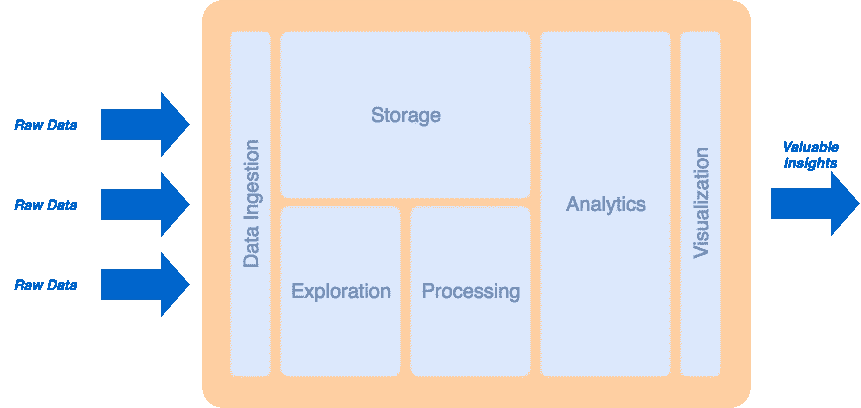 Raw Data
Raw Data
Raw Data
Data Ingestion
Storage
Exploration
Processing
Analytics
Visualization
Valuable
Insights